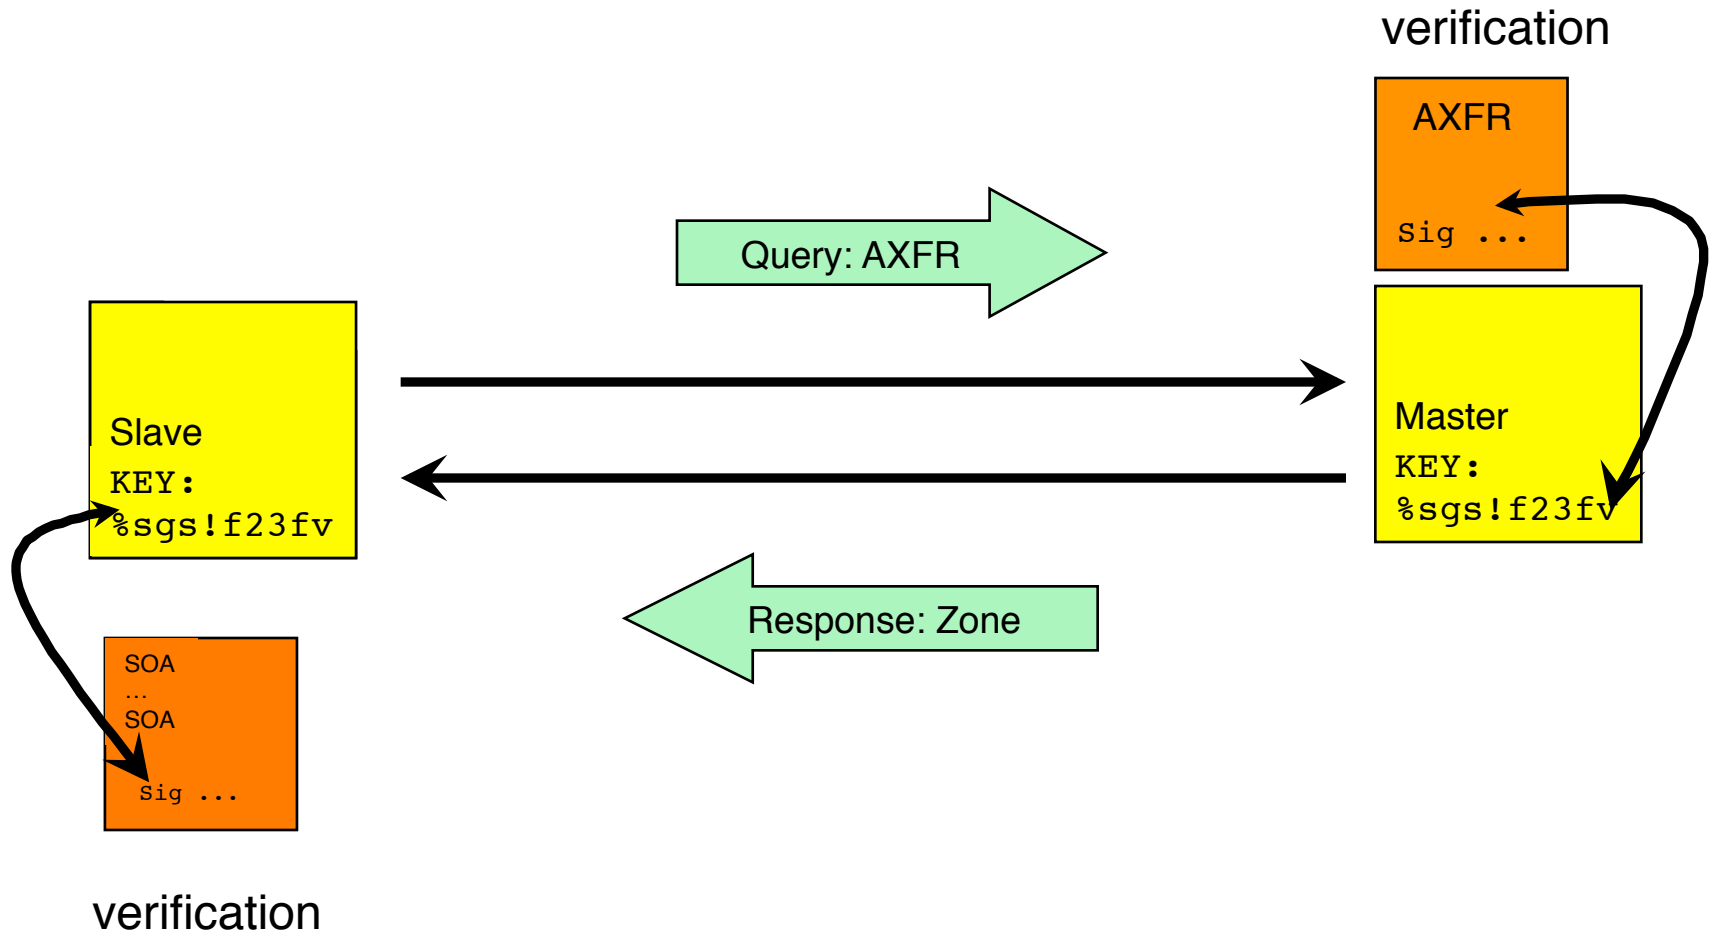 verification
AXFR
Sig ...
Query: AXFR
Slave
KEY:
%sgs!f23fv
Master
KEY:
%sgs!f23fv
Response: Zone
SOA
...
SOA
Sig ...
verification